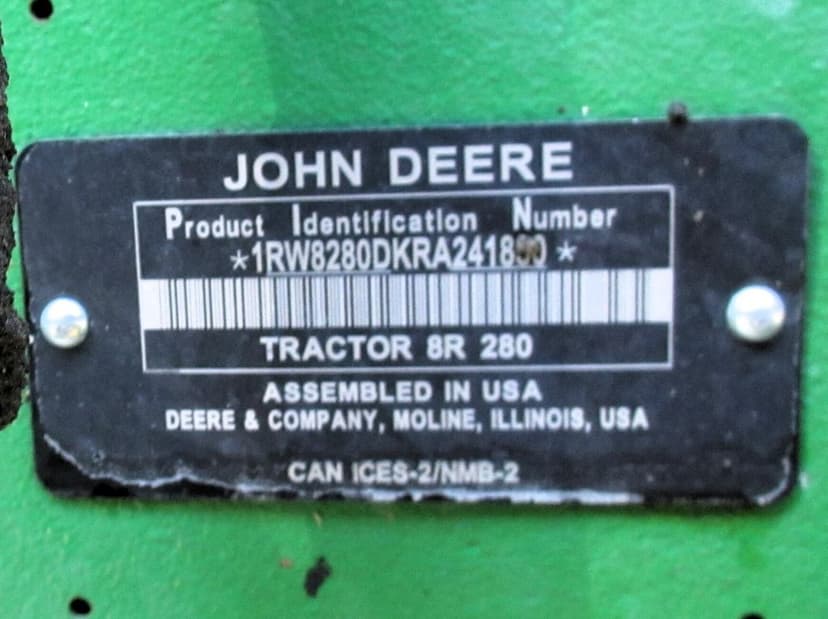 JOHN DEERE
Product Identification Number
TRACTOR 8R 280
ASSEMBLED IN USA
DEERE & COMPANY, MOLINE, ILLINOIS, USA
CAN ICES-2/NMB-2